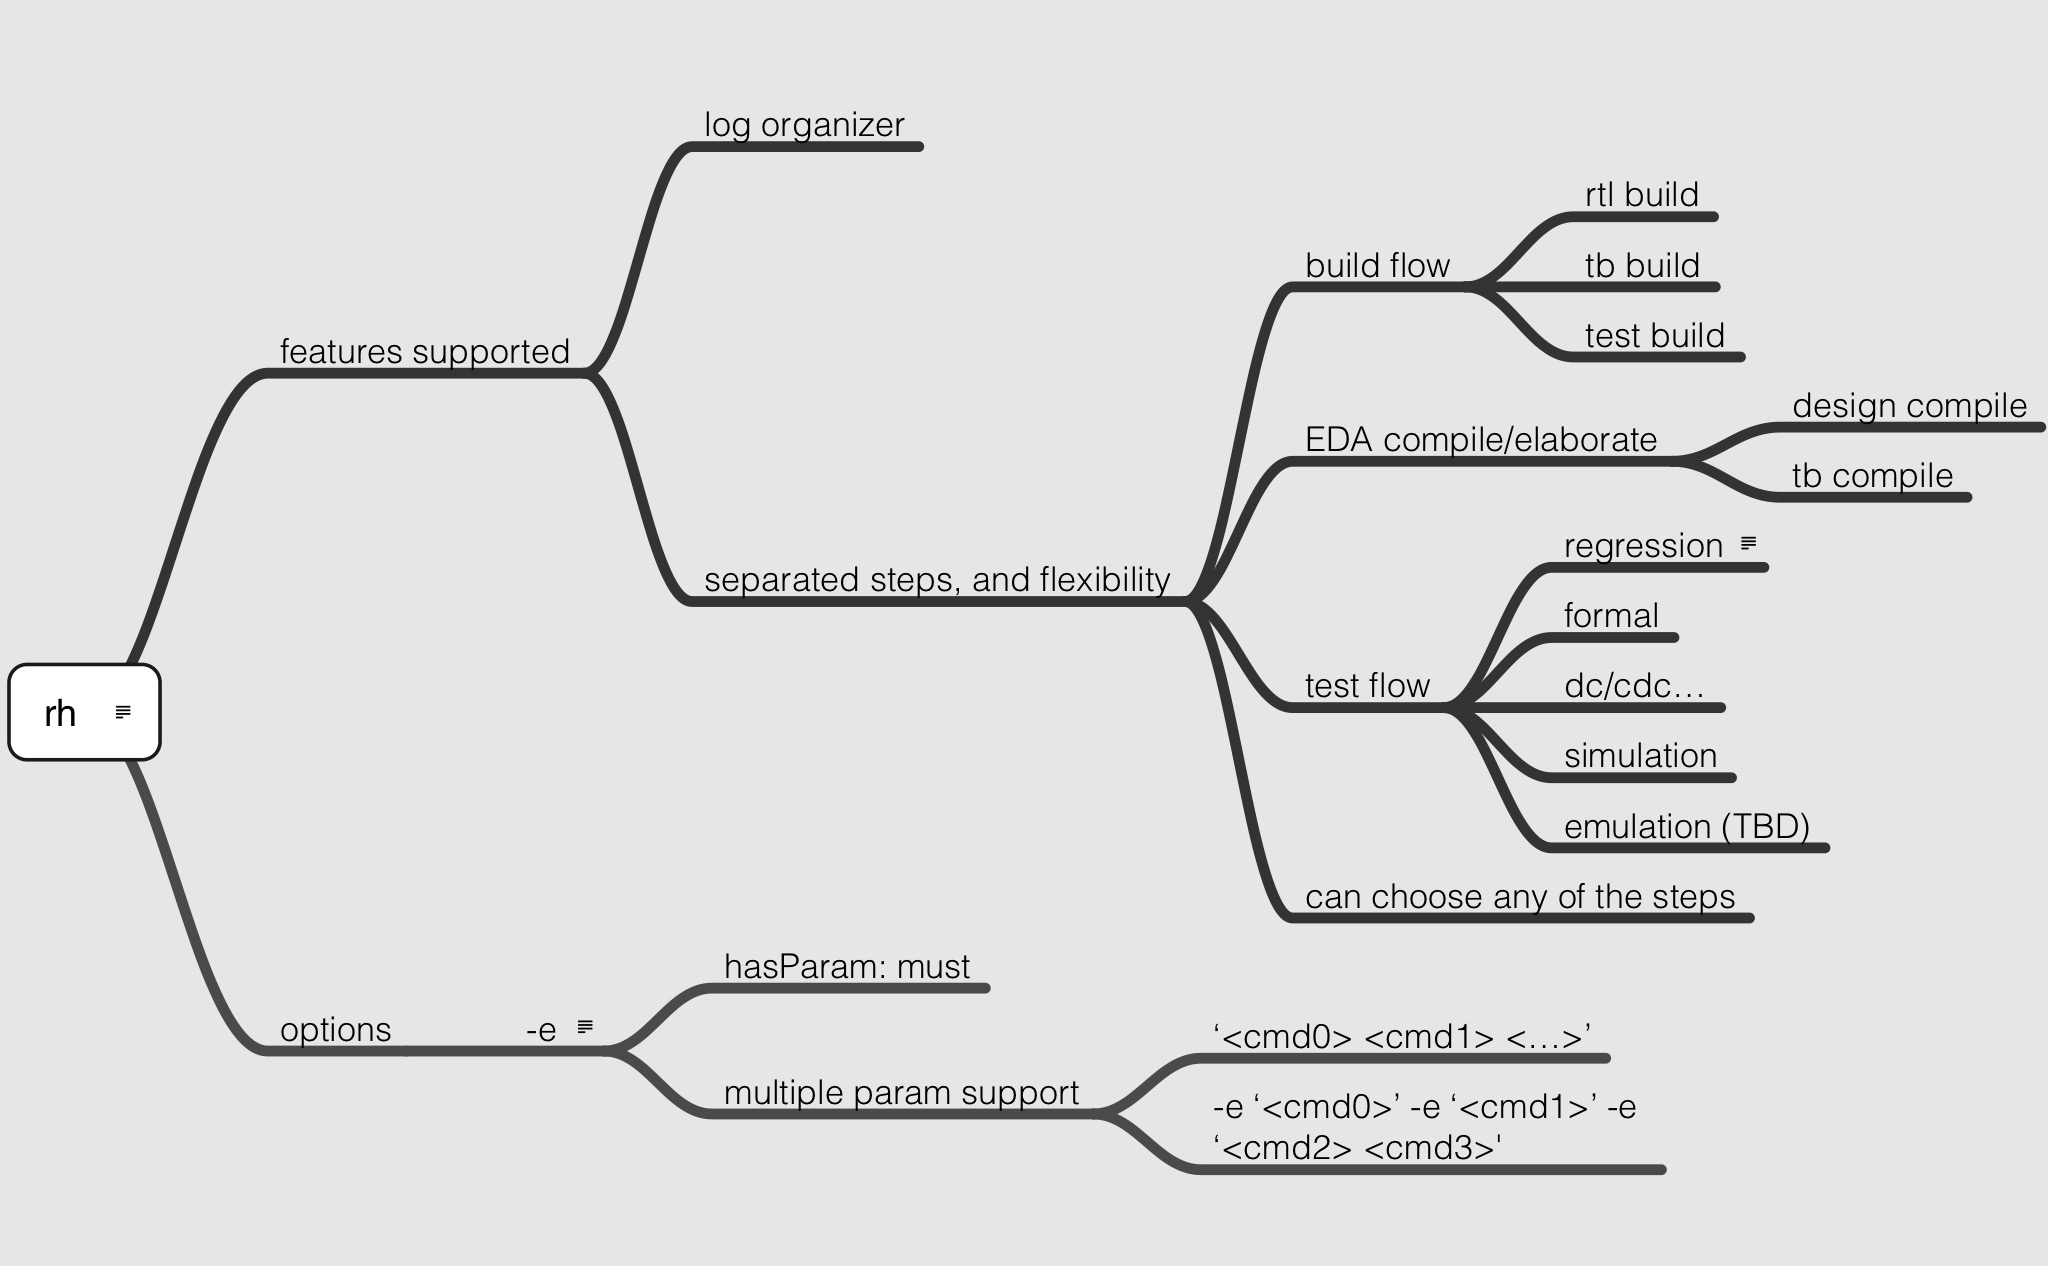 log organizer
rtl build
build flow
tb build
test build
features supported
design compile
EDA compile/elaborate
tb compile
regression
separated steps, and flexibility
formal
test flow
dc/cdc…
rh
simulation
emulation (TBD)
can choose any of the steps
hasParam: must
options
-e
‘<cmd0> <cmd1> <…>’
multiple param support
-e ‘<cmd0>’ -e ‘<cmd1>’ -e
‘<cmd2> <cmd3>'